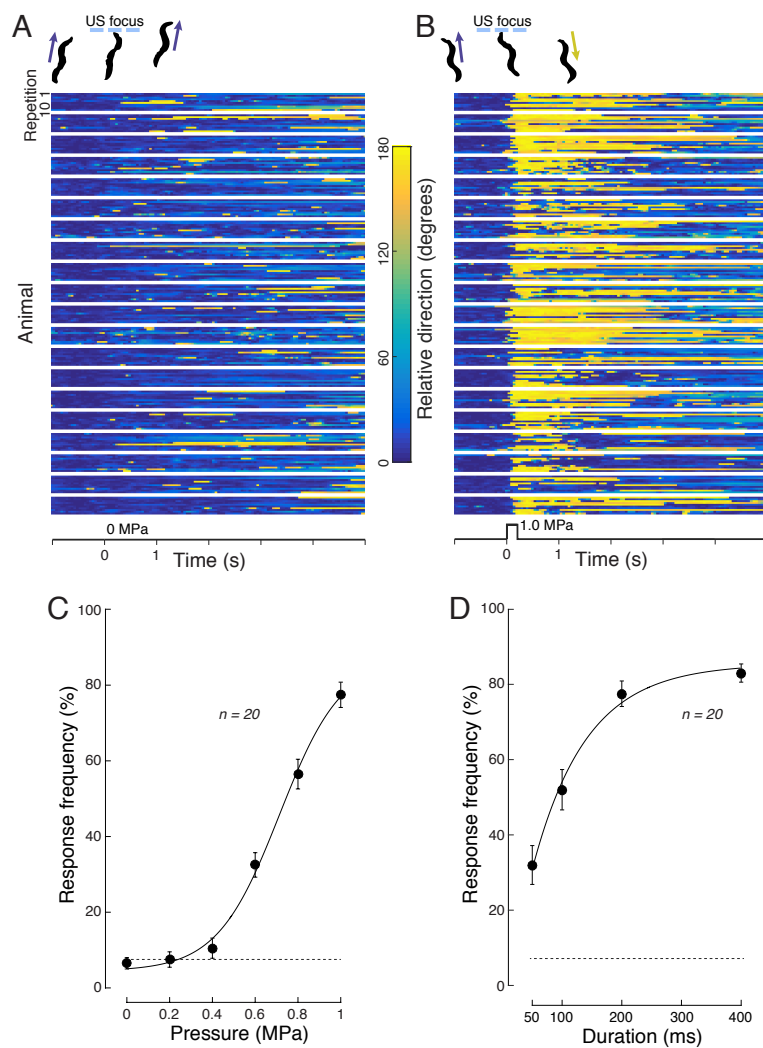 A
US focus
B
US focus
Repetition
10 1
Animal
180
120
60
0
Relative direction (degrees)
0 MPa
0
1
Time (s)
1.0 MPa
0
1
Time (s)
C
100
80
60
40
20
0
Response frequency (%)
n = 20
0
0.2
0.4
0.6
0.8
1
Pressure (MPa)
D
100
80
60
40
20
0
Response frequency (%)
n = 20
50
100
200
300
400
Duration (ms)